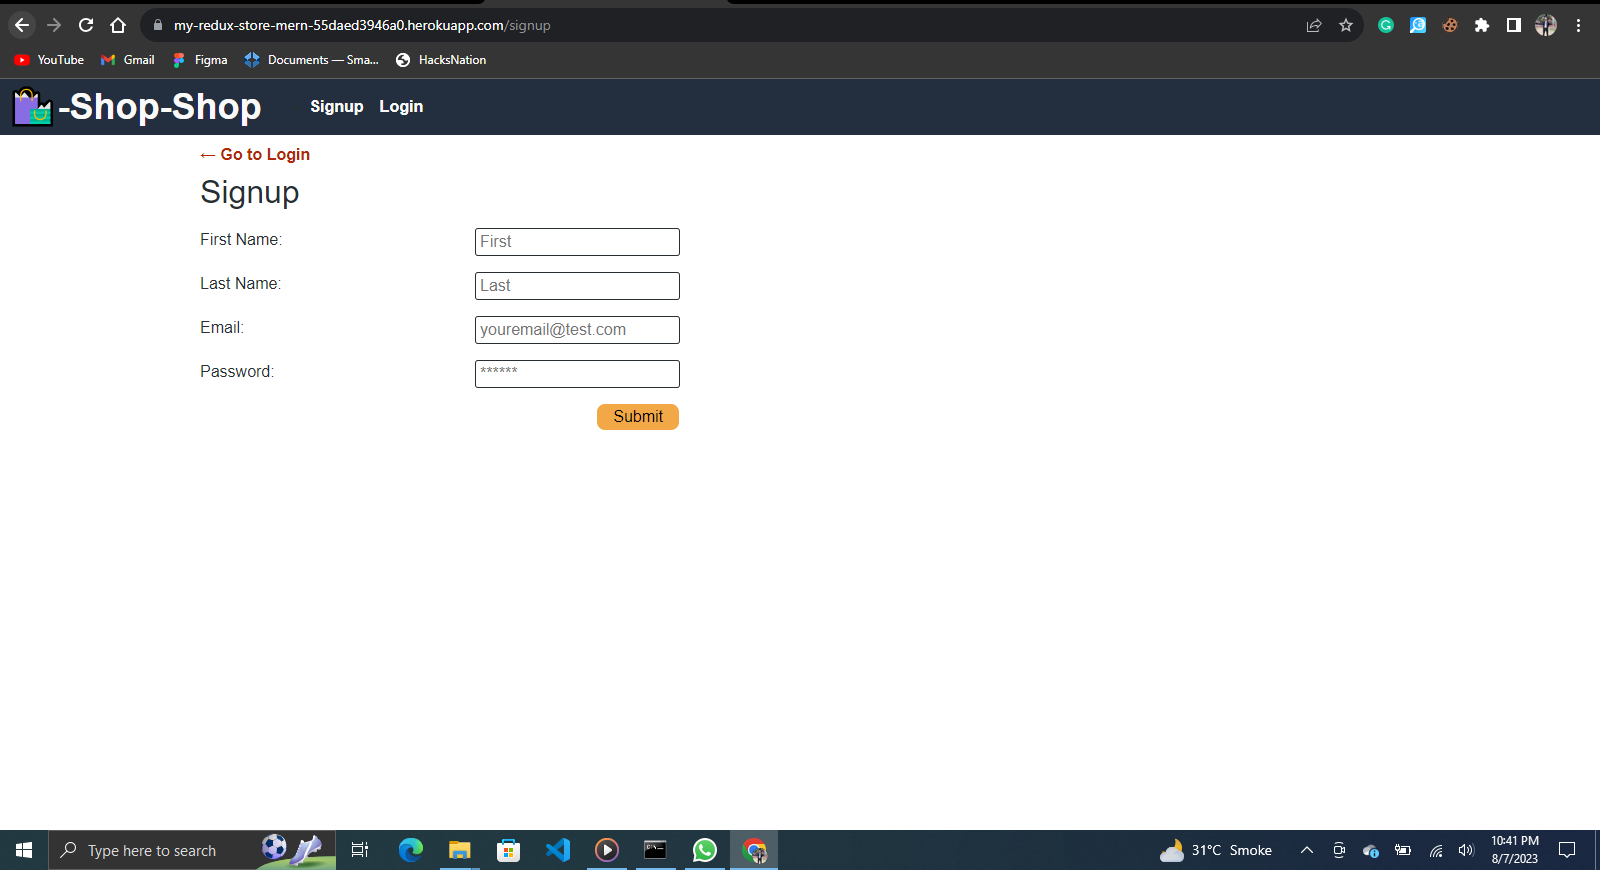 my-redux-store-mern-55daed3946a0.herokuapp.com/signup
YouTube Gmail Figma Documents — Sma... HacksNation
-Shop-Shop Signup Login
← Go to Login
Signup
First Name: First
Last Name: Last
Email: youremail@test.com
Password: ******
Submit
Type here to search 31°C Smoke 10:41 PM
8/7/2023